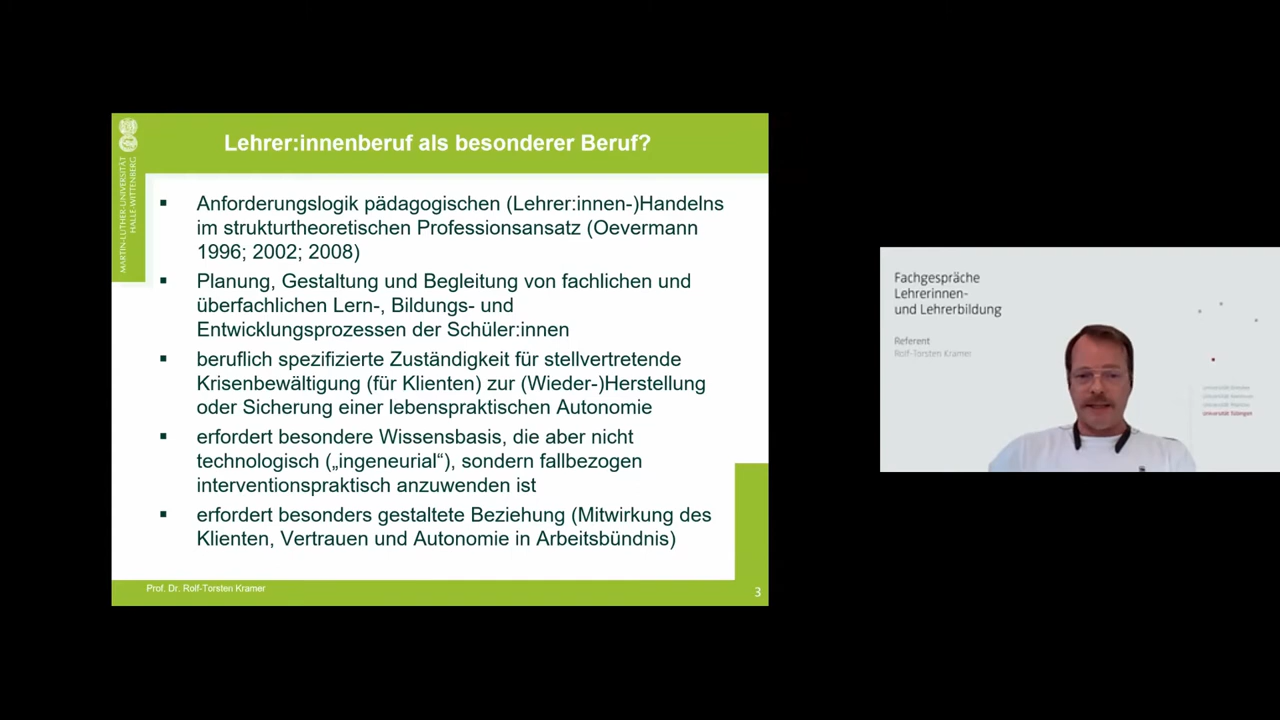 Lehrer:innenberuf als besonderer Beruf?
MARTIN-LUTHER-UNIVERSITÄT
HALLE-WITTENBERG
▪ Anforderungslogik pädagogischen (Lehrer:innen-)Handelns
im strukturtheoretischen Professionsansatz (Oevermann
1996; 2002; 2008)
▪ Planung, Gestaltung und Begleitung von fachlichen und
überfachlichen Lern-, Bildungs- und
Entwicklungsprozessen der Schüler:innen
▪ beruflich spezifizierte Zuständigkeit für stellvertretende
Krisenbewältigung (für Klienten) zur (Wieder-)Herstellung
oder Sicherung einer lebenspraktischen Autonomie
▪ erfordert besondere Wissensbasis, die aber nicht
technologisch („ingeneurial“), sondern fallbezogen
interventionspraktisch anzuwenden ist
▪ erfordert besonders gestaltete Beziehung (Mitwirkung des
Klienten, Vertrauen und Autonomie in Arbeitsbündnis)
Prof. Dr. Rolf-Torsten Kramer
3
Fachgespräche
Lehrerinnen-
und Lehrerbildung
Referent
Rolf-Torsten Kramer
Universität Tübingen